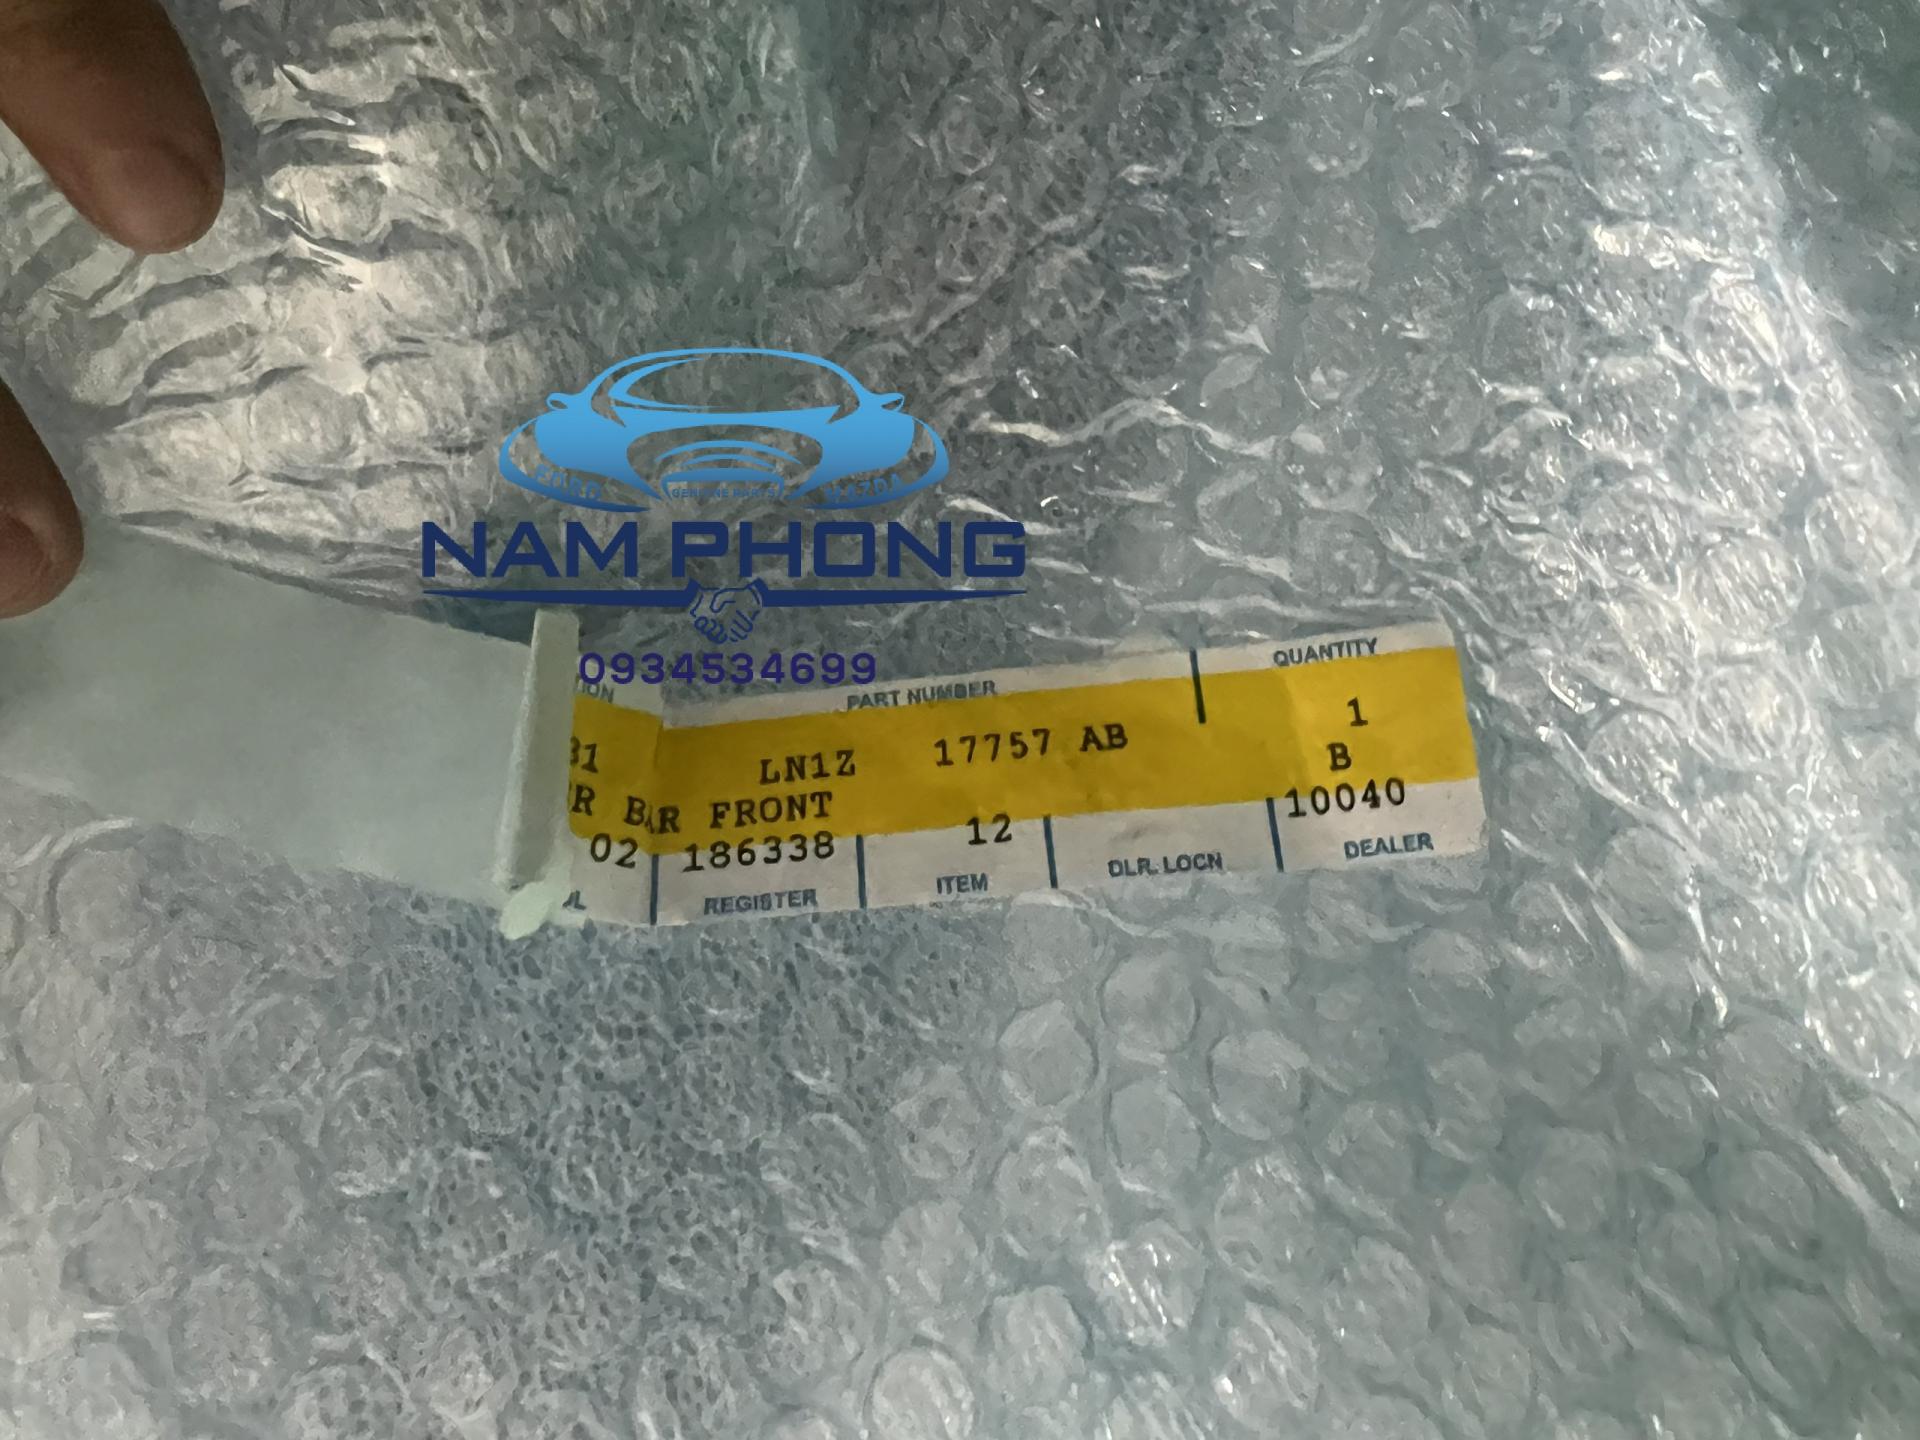 FORD GENUINE PARTS MAZDA
NAM PHONG
0934534699
PART NUMBER QUANTITY
LN1Z 17757 AB 1
BAR FRONT B
02 186338 12 10040
REGISTER ITEM DLR. LOCN DEALER